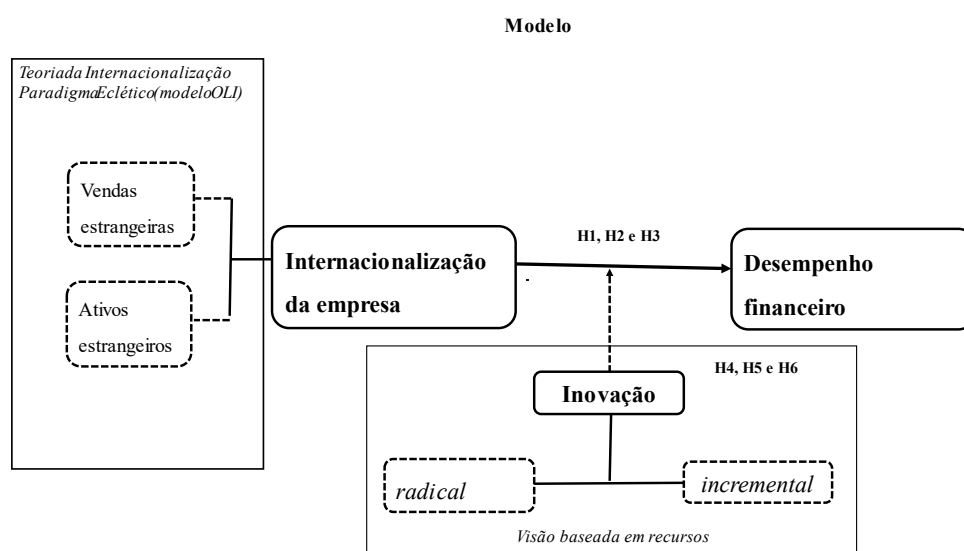 Modelo
Teoriada Internacionalização
ParadigmaEclético(modeloOLI)
Vendas
estrangeiras
Ativos
estrangeiros
Internacionalização
da empresa
H1, H2 e H3
Desempenho
financeiro
H4, H5 e H6
Inovação
radical
incremental
Visão baseada em recursos